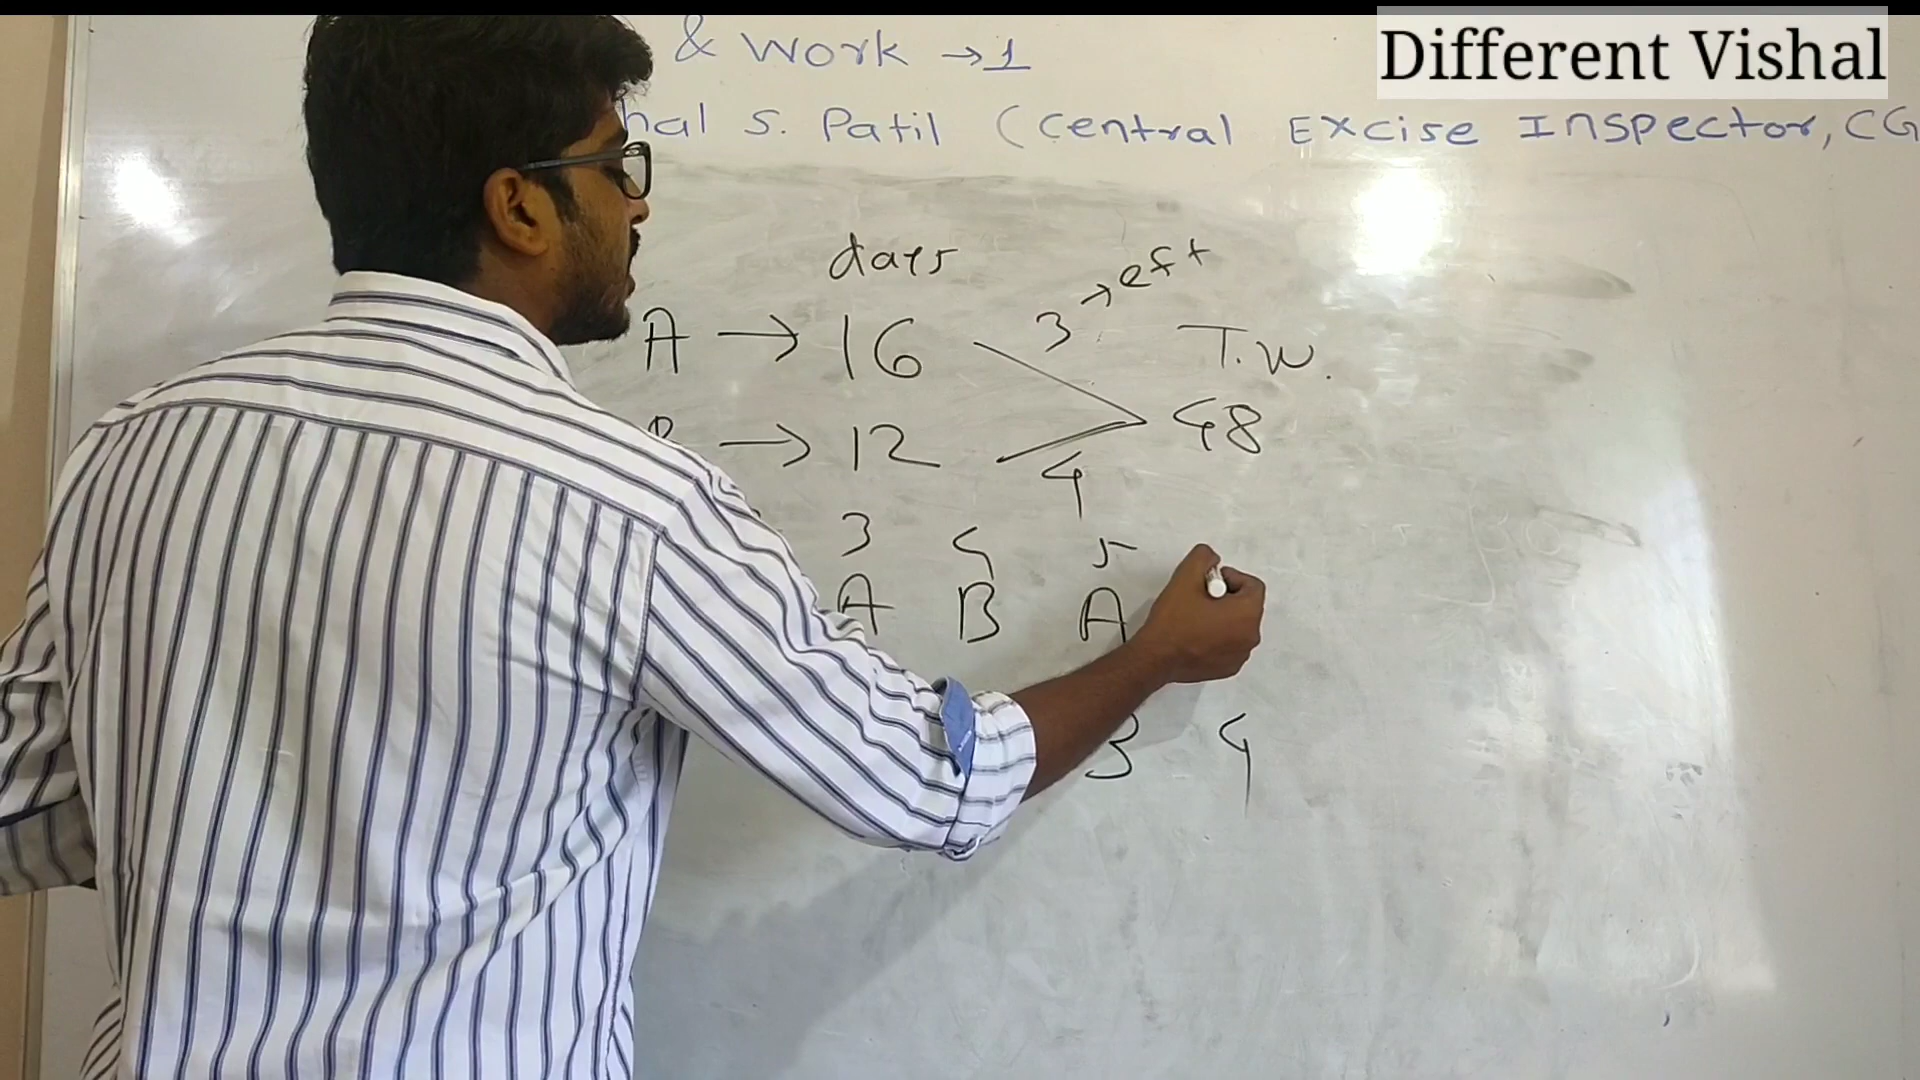 Different Vishal
& Work → 1
hal S. Patil (Central Excise Inspector, CG
days
→ eft
A → 16 3 T.W.
B → 12 4 48
3 4 5
A B A
3 4